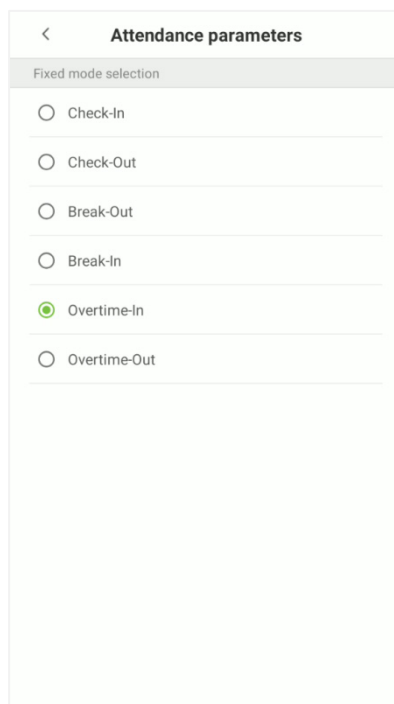 Attendance parameters
Fixed mode selection
Check-In
Check-Out
Break-Out
Break-In
Overtime-In
Overtime-Out